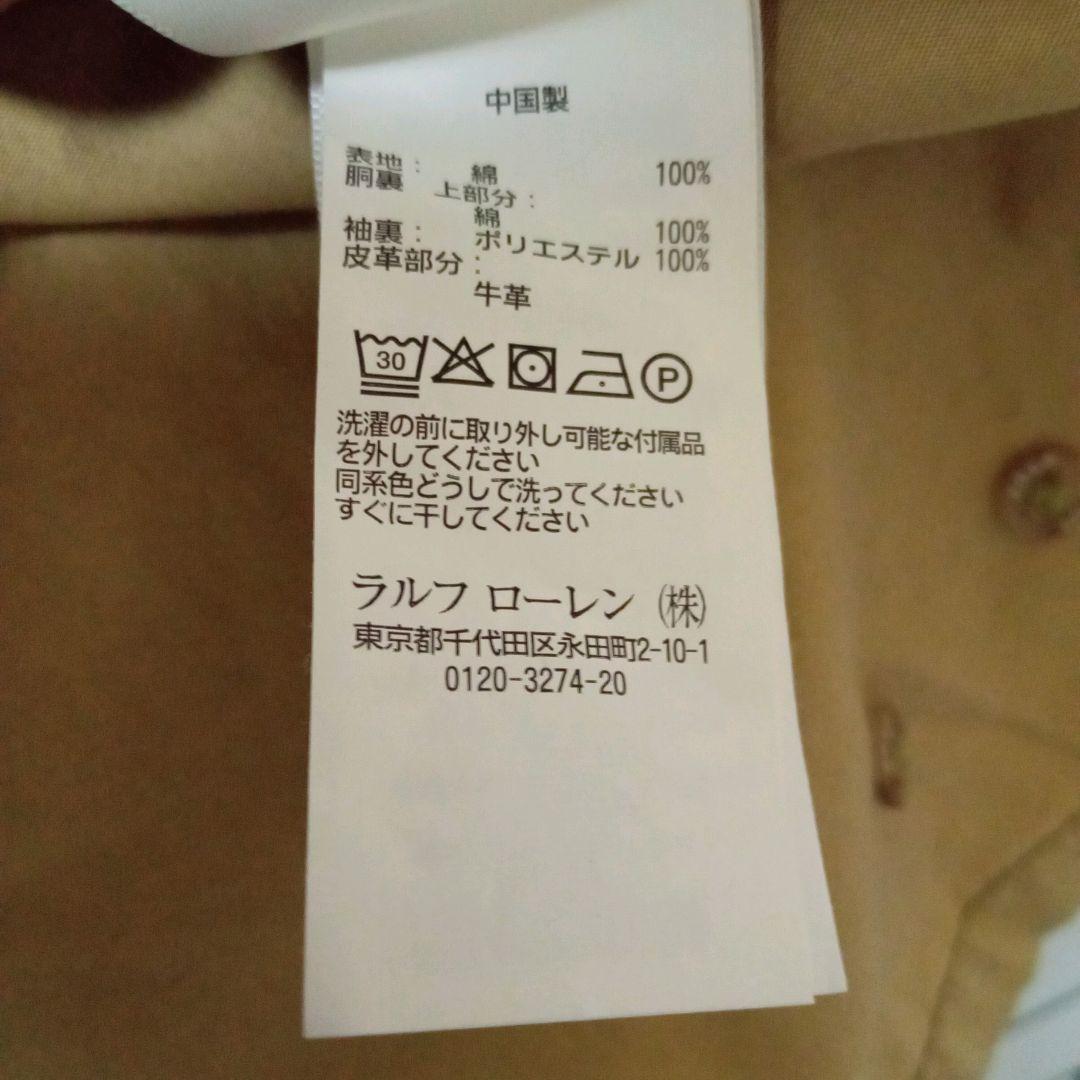 中国製
表地: 綿 100%
胴裏 上部分:
綿 100%
袖裏: ポリエステル 100%
皮革部分:
牛革
30 P
洗濯の前に取り外し可能な付属品
を外してください
同系色どうしで洗ってください
すぐに干してください
ラルフ ローレン ㈱
東京都千代田区永田町2-10-1
0120-3274-20